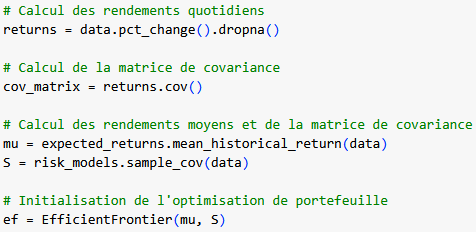 # Calcul des rendements quotidiens
returns = data.pct_change().dropna()
# Calcul de la matrice de covariance
cov_matrix = returns.cov()
# Calcul des rendements moyens et de la matrice de covariance
mu = expected_returns.mean_historical_return(data)
S = risk_models.sample_cov(data)
# Initialisation de l'optimisation de portefeuille
ef = EfficientFrontier(mu, S)